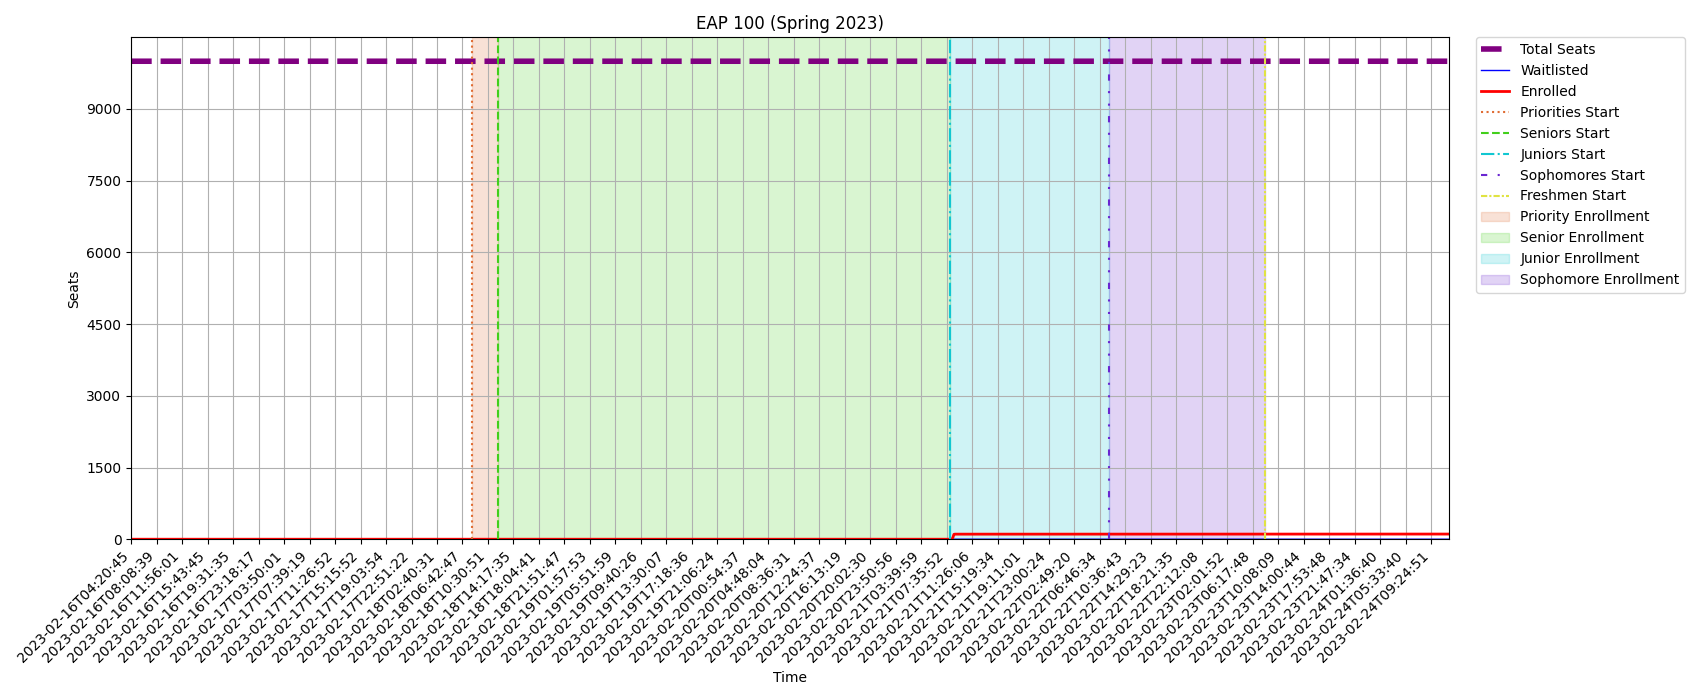 EAP 100 (Spring 2023)
Total Seats
Waitlisted
Enrolled
Priorities Start
Seniors Start
Juniors Start
Sophomores Start
Freshmen Start
Priority Enrollment
Senior Enrollment
Junior Enrollment
Sophomore Enrollment
Seats
9000
7500
6000
4500
3000
1500
0
2023-02-16T04:20:45
2023-02-16T08:08:39
2023-02-16T11:56:01
2023-02-16T15:43:45
2023-02-16T19:31:35
2023-02-16T23:18:17
2023-02-17T03:50:01
2023-02-17T07:39:19
2023-02-17T11:26:52
2023-02-17T15:15:52
2023-02-17T19:03:54
2023-02-17T22:51:22
2023-02-18T02:40:31
2023-02-18T06:42:47
2023-02-18T10:30:51
2023-02-18T14:17:35
2023-02-18T18:04:41
2023-02-18T21:51:47
2023-02-19T01:57:53
2023-02-19T05:51:59
2023-02-19T09:40:26
2023-02-19T13:30:07
2023-02-19T17:18:36
2023-02-19T21:06:24
2023-02-20T00:54:37
2023-02-20T04:48:04
2023-02-20T08:36:31
2023-02-20T12:24:37
2023-02-20T16:13:19
2023-02-20T20:02:30
2023-02-20T23:50:56
2023-02-21T03:39:59
2023-02-21T07:35:52
2023-02-21T11:26:06
2023-02-21T15:19:34
2023-02-21T19:11:01
2023-02-21T23:00:24
2023-02-22T02:49:20
2023-02-22T06:46:34
2023-02-22T10:36:43
2023-02-22T14:29:23
2023-02-22T18:21:35
2023-02-22T22:12:08
2023-02-23T02:01:52
2023-02-23T06:17:48
2023-02-23T10:08:09
2023-02-23T14:00:44
2023-02-23T17:53:48
2023-02-23T21:47:34
2023-02-24T01:36:40
2023-02-24T05:33:40
2023-02-24T09:24:51
Time